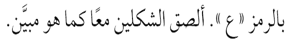 بالرمز «ع». ألصق الشكلين معًا كما هو مبيَّن.